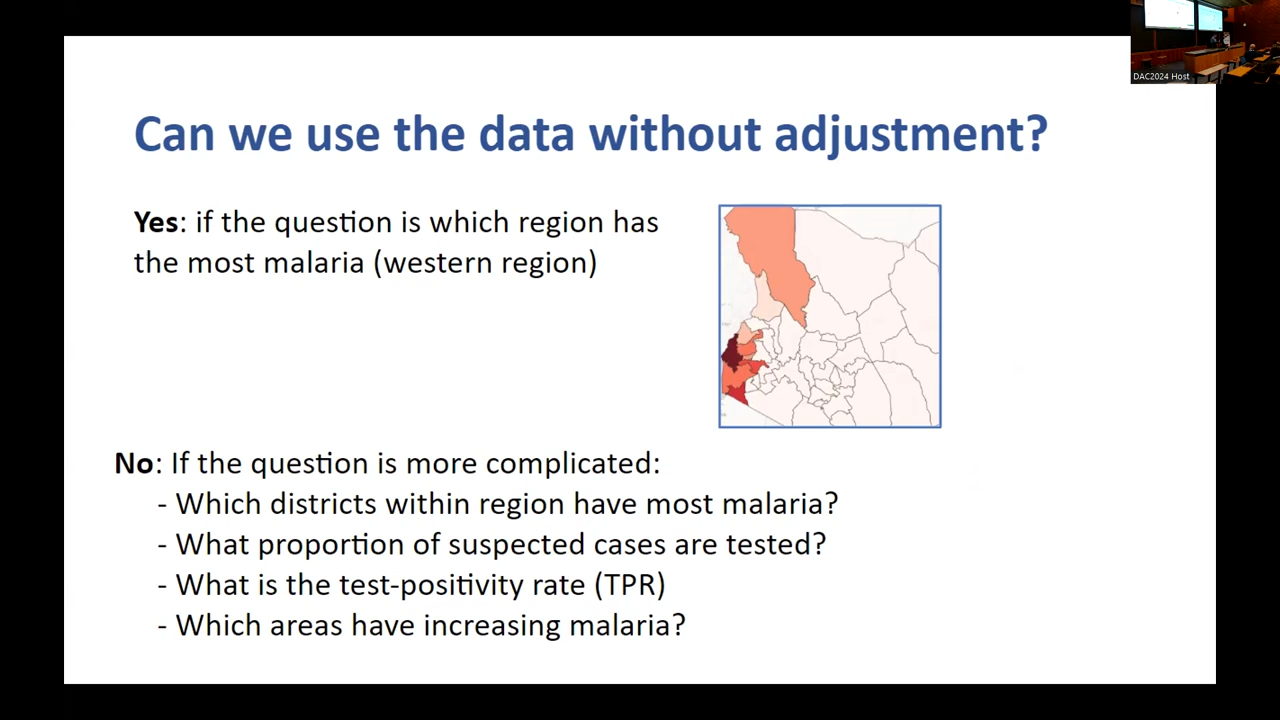 DAC2024 Host
Can we use the data without adjustment?
Yes: if the question is which region has
the most malaria (western region)
No: If the question is more complicated:
- Which districts within region have most malaria?
- What proportion of suspected cases are tested?
- What is the test-positivity rate (TPR)
- Which areas have increasing malaria?